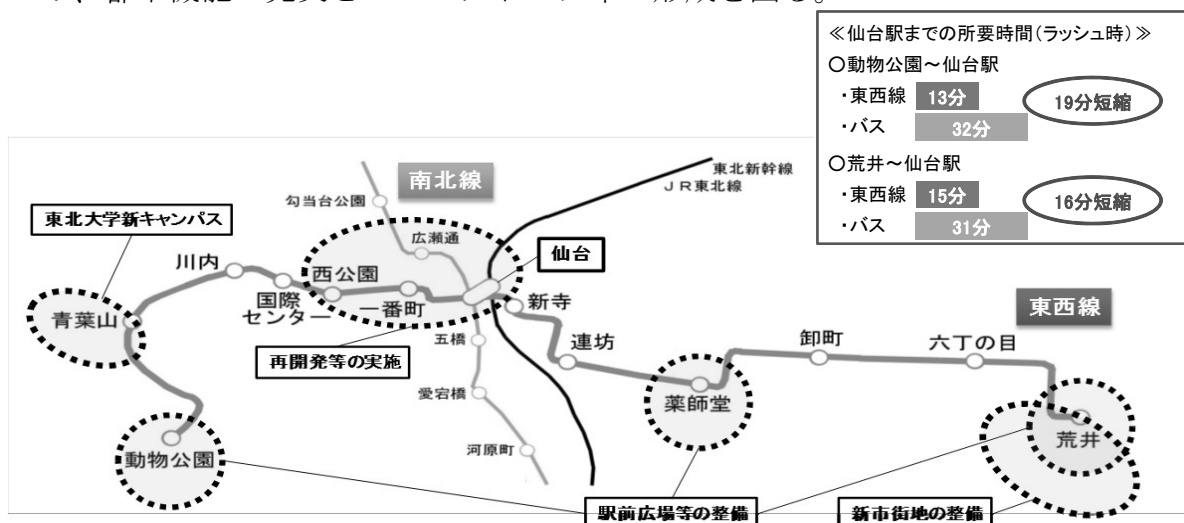 ≪仙台駅までの所要時間(ラッシュ時)≫
〇動物公園～仙台駅
・東西線 13分
19分短縮
・バス 32分
〇荒井～仙台駅
・東西線 15分
16分短縮
・バス 31分
東北新幹線
JR東北線
南北線
勾当台公園
東北大学新キャンパス
広瀬通
仙台
川内
西公園
国際
センター
一番町
新寺
東西線
青葉山
五橋
連坊
卸町
六丁の目
再開発等の実施
愛宕橋
薬師堂
荒井
河原町
動物公園
駅前広場等の整備
新市街地の整備